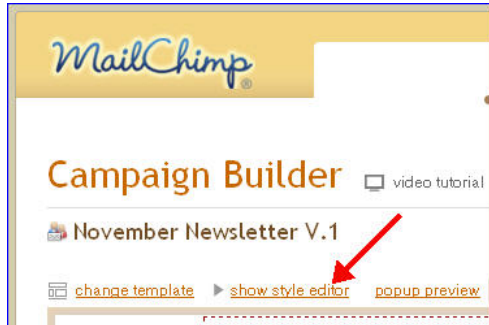 MailChimp®
Campaign Builder video tutorial
November Newsletter V.1
change template show style editor popup preview